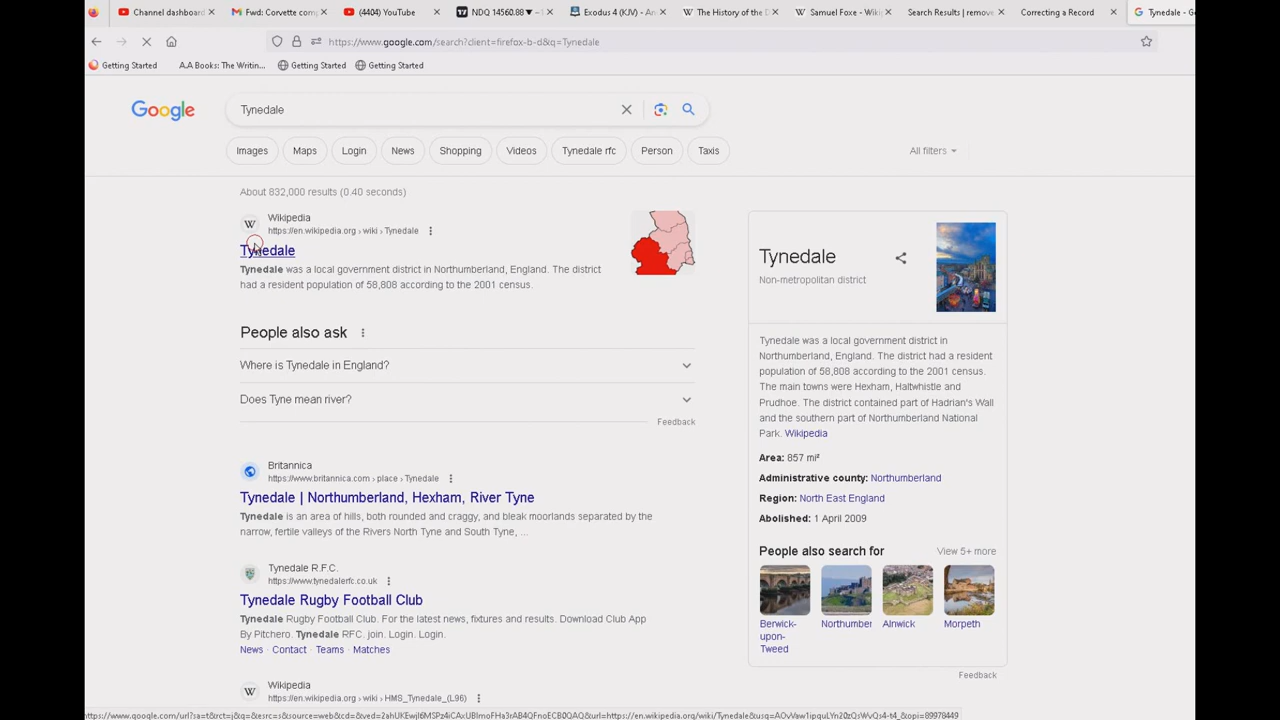 Channel dashboard
Fwd: Corvette com
(4404) YouTube
NDQ 14560.88 ▼ −
Exodus 4 (KJV) - An
The History of the D
Samuel Foxe - Wiki
Search Results | remove
Correcting a Record
Tynedale - G
https://www.google.com/search?client=firefox-b-d&q=Tynedale
Getting Started
A.A Books: The Writin...
Getting Started
Getting Started
Google
Tynedale
Images
Maps
Login
News
Shopping
Videos
Tynedale rfc
Person
Taxis
All filters
About 832,000 results (0.40 seconds)
Wikipedia
https://en.wikipedia.org › wiki › Tynedale
Tynedale
Tynedale was a local government district in Northumberland, England. The district
had a resident population of 58,808 according to the 2001 census.
People also ask
Where is Tynedale in England?
Does Tyne mean river?
Feedback
Britannica
https://www.britannica.com › place › Tynedale
Tynedale | Northumberland, Hexham, River Tyne
Tynedale is an area of hills, both rounded and craggy, and bleak moorlands separated by the
narrow, fertile valleys of the Rivers North Tyne and South Tyne, ...
Tynedale R.F.C.
https://www.tynedalerfc.co.uk
Tynedale Rugby Football Club
Tynedale Rugby Football Club. For the latest news, fixtures and results. Download Club App
By Pitchero. Tynedale RFC. join. Login. Login.
News · Contact · Teams · Matches
Wikipedia
https://en.wikipedia.org › wiki › HMS_Tynedale_(L96)
Tynedale
Non-metropolitan district
Tynedale was a local government district in
Northumberland, England. The district had a resident
population of 58,808 according to the 2001 census.
The main towns were Hexham, Haltwhistle and
Prudhoe. The district contained part of Hadrian's Wall
and the southern part of Northumberland National
Park. Wikipedia
Area: 857 mi²
Administrative county: Northumberland
Region: North East England
Abolished: 1 April 2009
People also search for
View 5+ more
Berwick-
upon-
Tweed
Northumber
Alnwick
Morpeth
Feedback